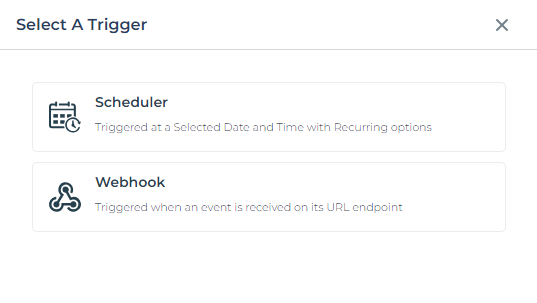 Select A Trigger
Scheduler
Triggered at a Selected Date and Time with Recurring options
Webhook
Triggered when an event is received on its URL endpoint